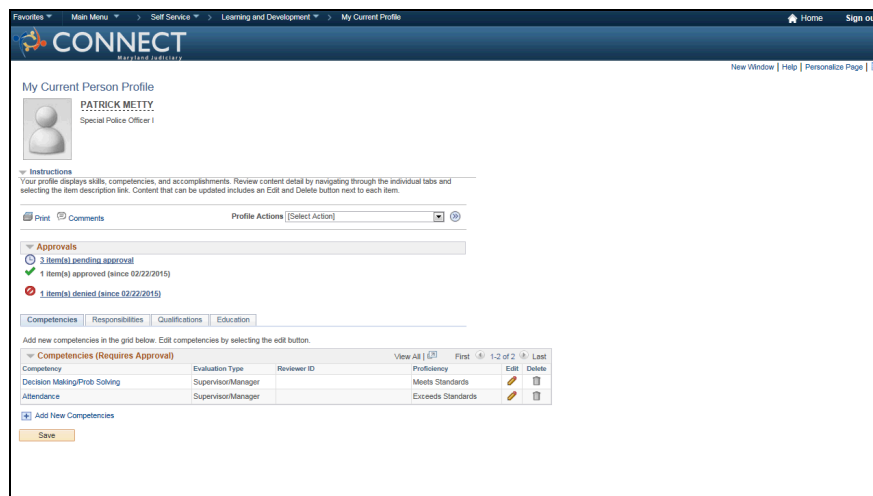 Favorites Main Menu > Self Service > Learning and Development > My Current Profile Home Sign ou
CONNECT
Maryland Judiciary
New Window | Help | Personalize Page |
My Current Person Profile
PATRICK METTY
Special Police Officer I
Instructions
Your profile displays skills, competencies, and accomplishments. Review content detail by navigating through the individual tabs and
selecting the item description link. Content that can be updated includes an Edit and Delete button next to each item.
Print Comments Profile Actions [Select Action]
Approvals
3 item(s) pending approval
1 item(s) approved (since 02/22/2015)
1 item(s) denied (since 02/22/2015)
Competencies Responsibilities Qualifications Education
Add new competencies in the grid below. Edit competencies by selecting the edit button.
Competencies (Requires Approval) View All | First 1-2 of 2 Last
Competency Evaluation Type Reviewer ID Proficiency Edit Delete
Decision Making/Prob Solving Supervisor/Manager Meets Standards
Attendance Supervisor/Manager Exceeds Standards
Add New Competencies
Save